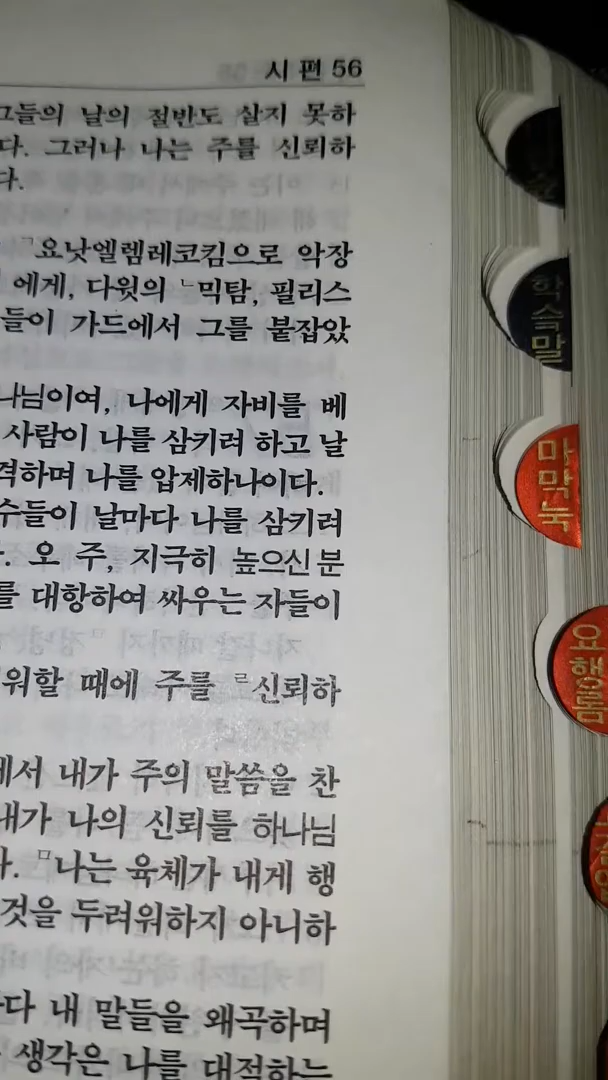 시 편 56
그들의 날의 절반도 살지 못하
다. 그러나 나는 주를 신뢰하
다.
ㄱ요낫엘렘레코킴으로 악장
에게, 다윗의 ㄴ믹탐, 필리스
들이 가드에서 그를 붙잡았
나님이여, 나에게 자비를 베
사람이 나를 삼키려 하고 날
격하며 나를 압제하나이다.
수들이 날마다 나를 삼키려
오 주, 지극히 높으신 분
를 대항하여 싸우는 자들이
워할 때에 주를 ㄹ신뢰하
에서 내가 주의 말씀을 찬
내가 나의 신뢰를 하나님
다. ㅁ나는 육체가 내게 행
것을 두려워하지 아니하
다 내 말들을 왜곡하며
생각은 나를 대적하는
학슥말
마막눅
요행롬